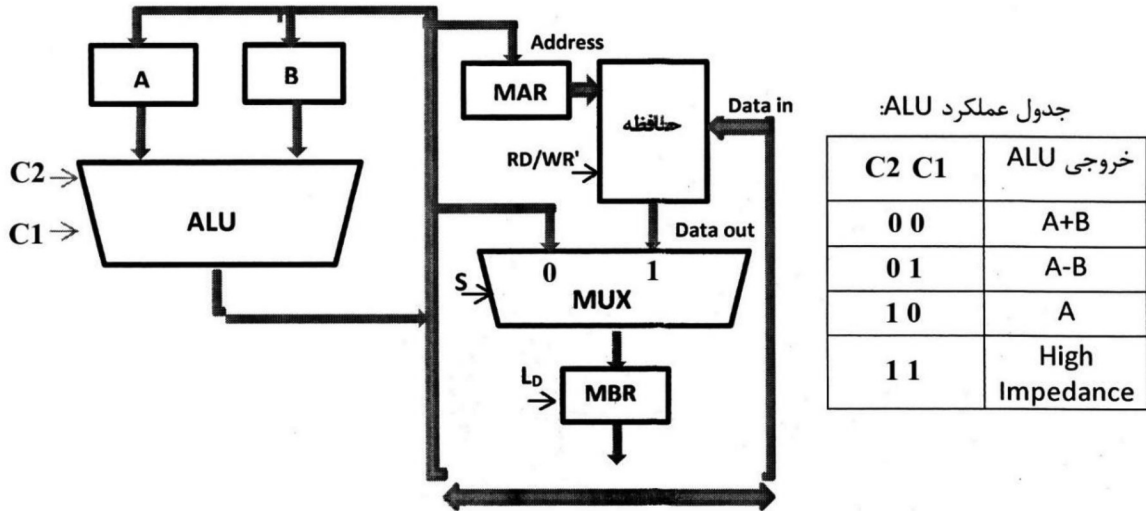 A
B
C2
C1
ALU
Address
MAR
RD/WR'
حافظه
Data in
Data out
0 1
S
MUX
L_D
MBR
جدول عملکرد ALU:
C2 C1 خروجی ALU
0 0 A+B
0 1 A-B
1 0 A
1 1 High
Impedance